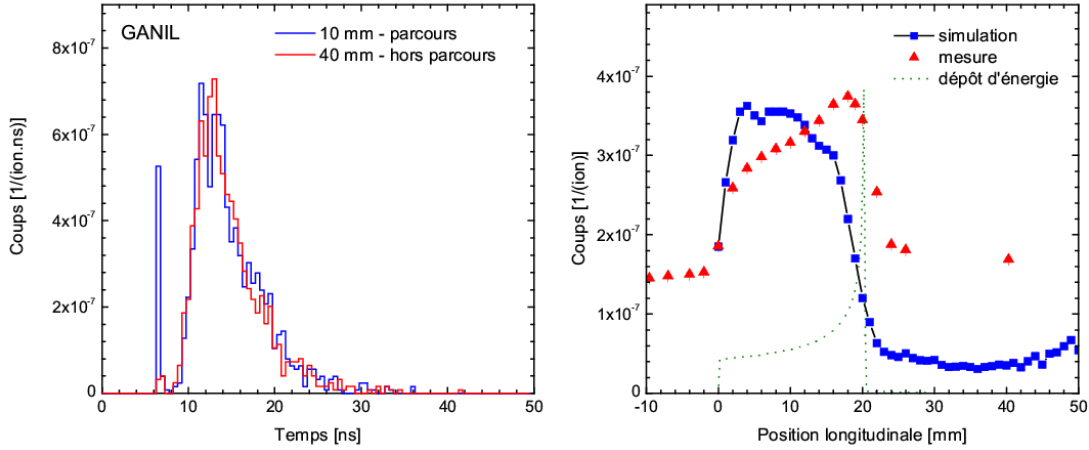 GANIL
10 mm - parcours
40 mm - hors parcours
8x10⁻⁷
6x10⁻⁷
4x10⁻⁷
2x10⁻⁷
0
Coups [1/(ion.ns)]
0 10 20 30 40 50
Temps [ns]
simulation
mesure
dépôt d'énergie
4x10⁻⁷
3x10⁻⁷
2x10⁻⁷
1x10⁻⁷
0
Coups [1/(ion)]
-10 0 10 20 30 40 50
Position longitudinale [mm]